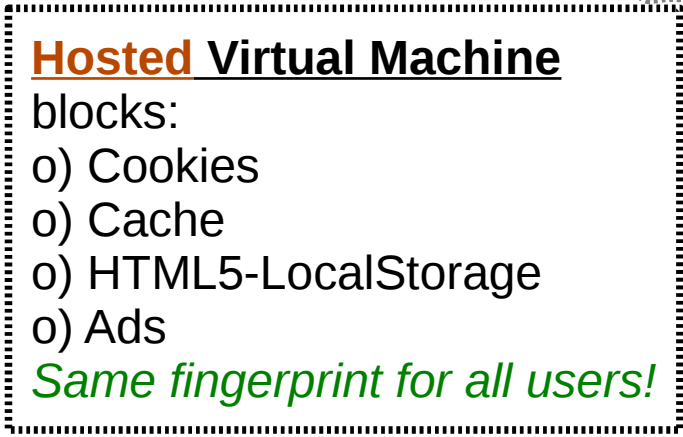 Hosted Virtual Machine
blocks:
o) Cookies
o) Cache
o) HTML5-LocalStorage
o) Ads
Same fingerprint for all users!